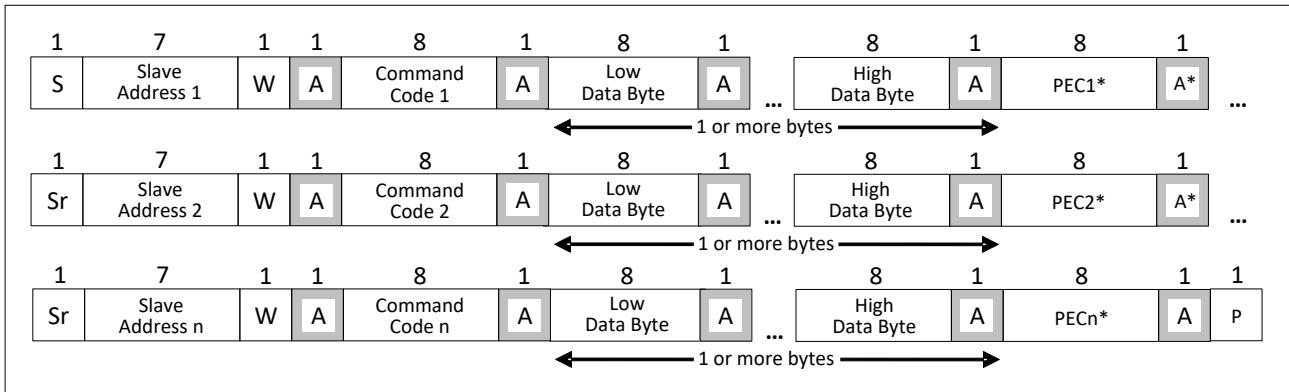 1 7 1 1 8 1 8 1 8 1 8 1
S Slave Address 1 W A Command Code 1 A Low Data Byte A ... High Data Byte A PEC1* A* ...
1 or more bytes
1 7 1 1 8 1 8 1 8 1 8 1
Sr Slave Address 2 W A Command Code 2 A Low Data Byte A ... High Data Byte A PEC2* A* ...
1 or more bytes
1 7 1 1 8 1 8 1 8 1 8 1 1
Sr Slave Address n W A Command Code n A Low Data Byte A ... High Data Byte A PECn* A P
1 or more bytes